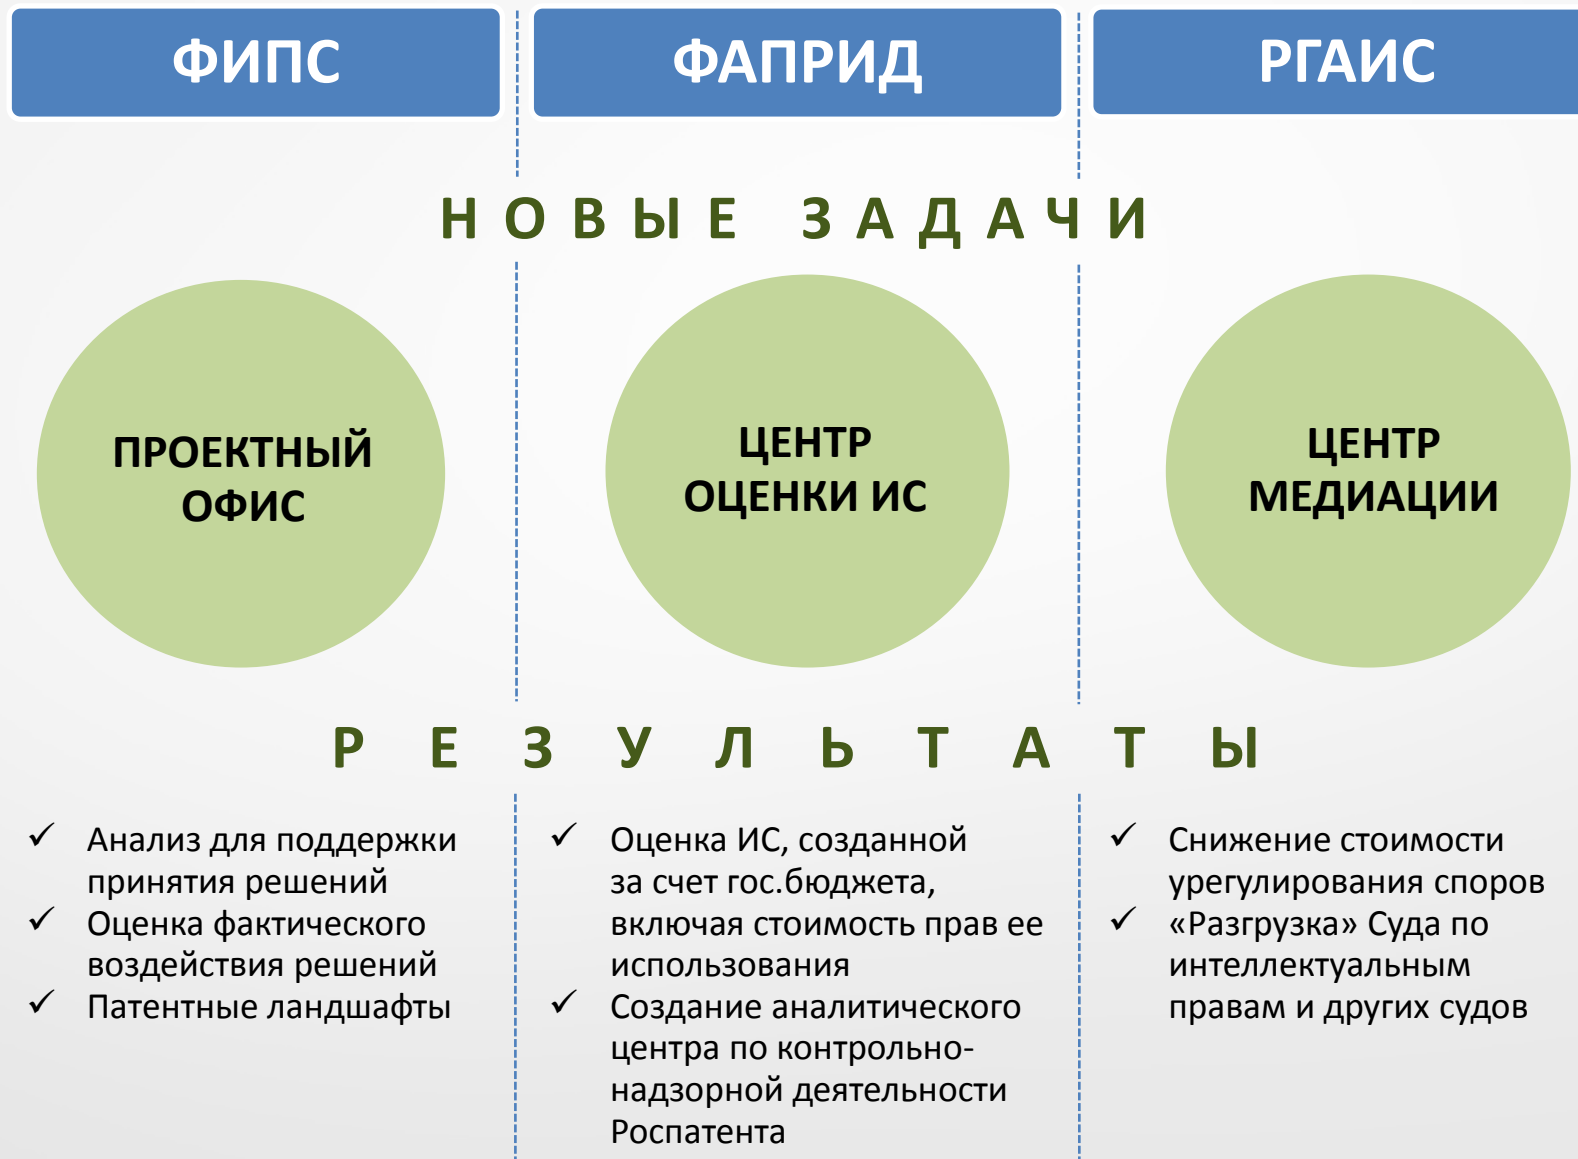 ФИПС
ФАПРИД
РГАИС
НОВЫЕ ЗАДАЧИ
ПРОЕКТНЫЙ
ОФИС
ЦЕНТР
ОЦЕНКИ ИС
ЦЕНТР
МЕДИАЦИИ
РЕЗУЛЬТАТЫ
✓ Анализ для поддержки
принятия решений
✓ Оценка фактического
воздействия решений
✓ Патентные ландшафты
✓ Оценка ИС, созданной
за счет гос.бюджета,
включая стоимость прав ее
использования
✓ Создание аналитического
центра по контрольно-
надзорной деятельности
Роспатента
✓ Снижение стоимости
урегулирования споров
✓ «Разгрузка» Суда по
интеллектуальным
правам и других судов